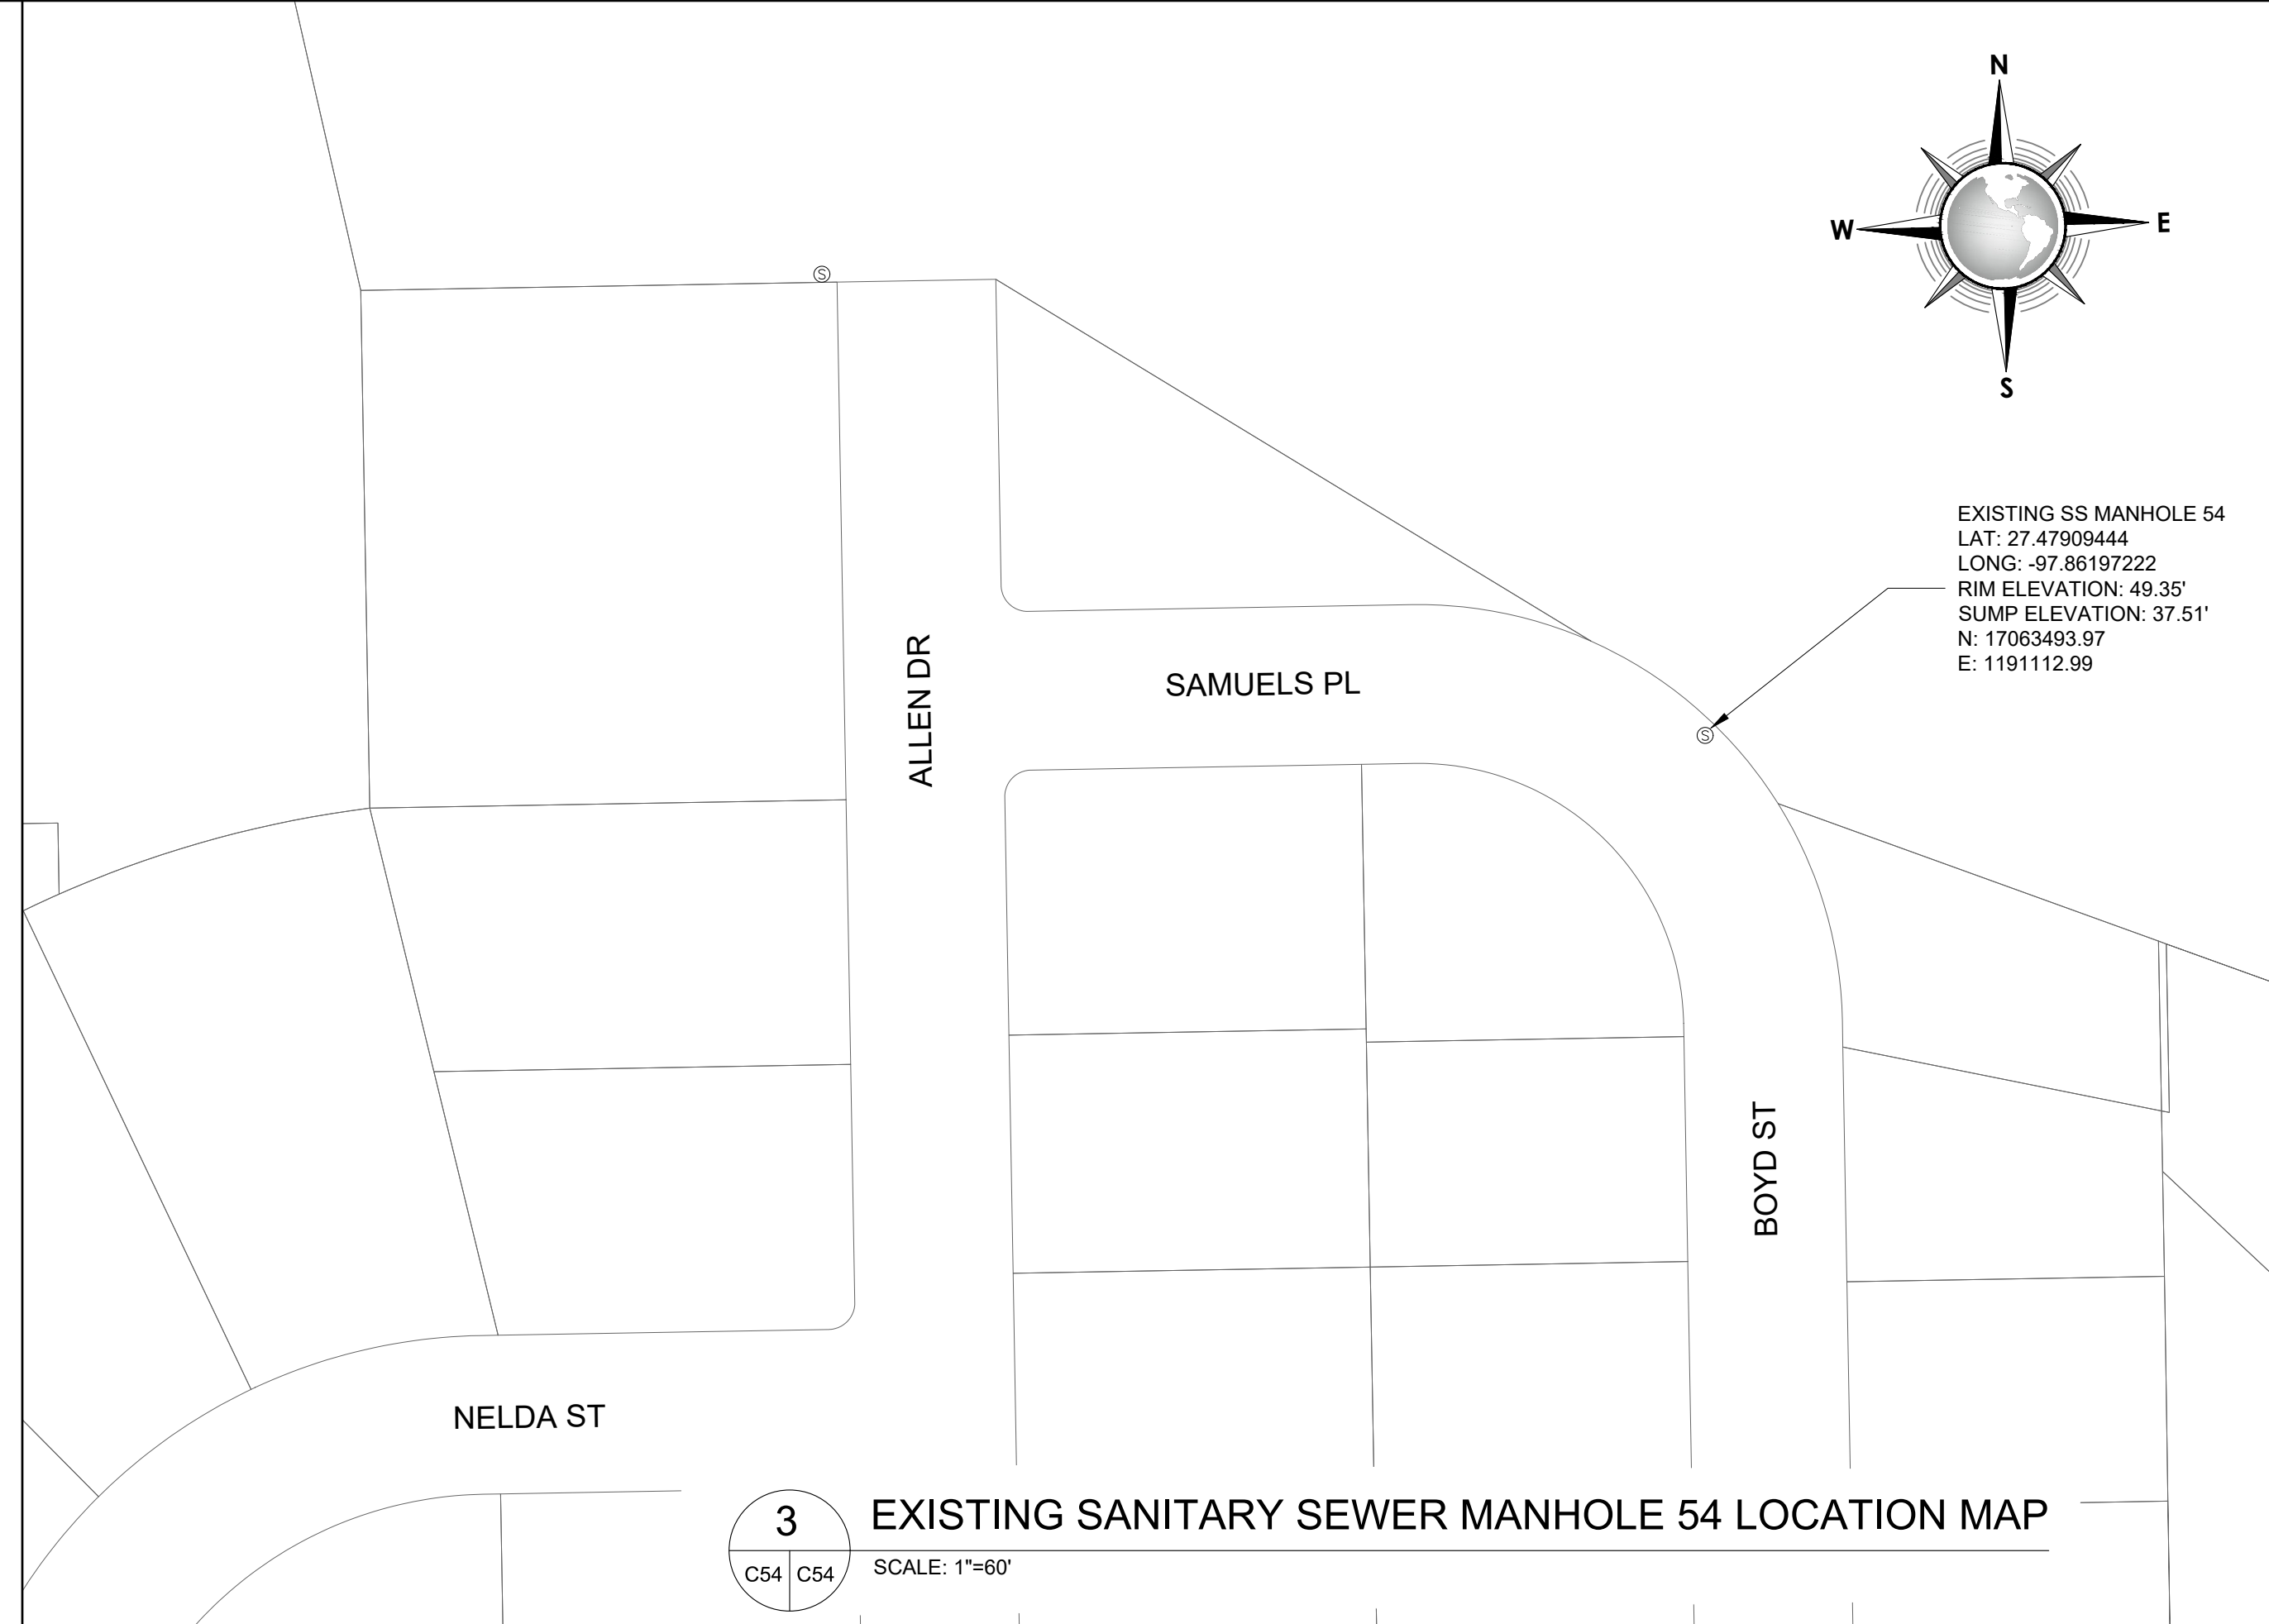 N
W
E
S
S
EXISTING SS MANHOLE 54
LAT: 27.47909444
LONG: -97.86197222
RIM ELEVATION: 49.35'
SUMP ELEVATION: 37.51'
N: 17063493.97
E: 1191112.99
ALLEN DR
SAMUELS PL
S
BOYD ST
NELDA ST
3
EXISTING SANITARY SEWER MANHOLE 54 LOCATION MAP
C54 C54
SCALE: 1"=60'